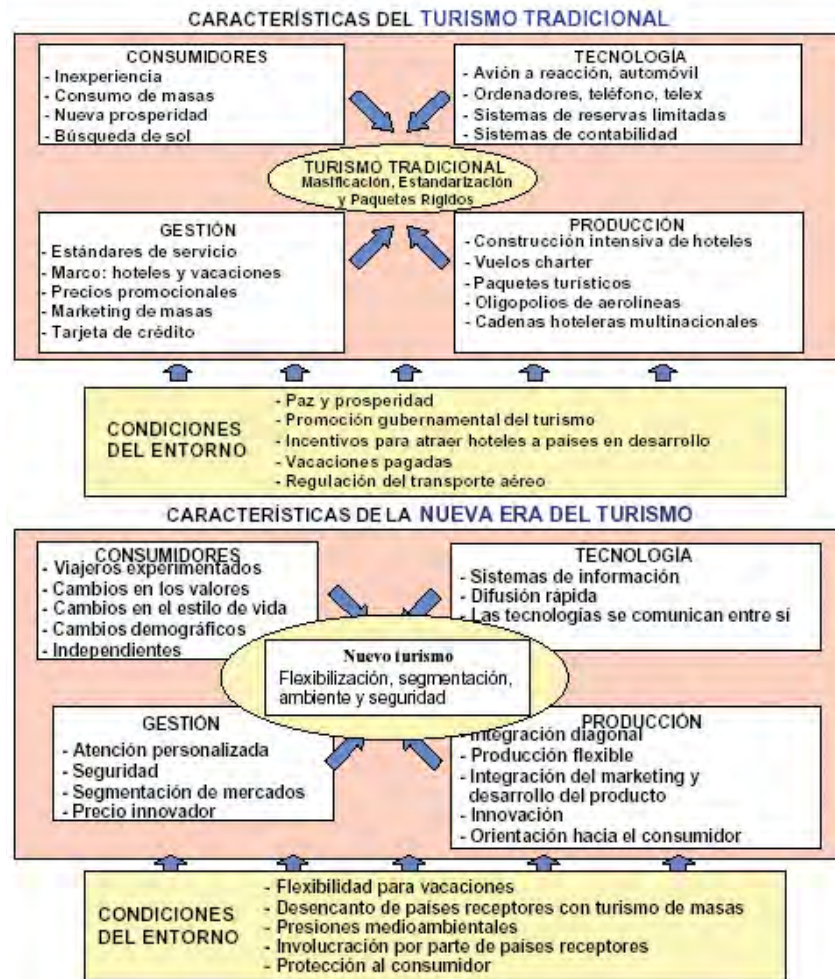 CARACTERÍSTICAS DEL TURISMO TRADICIONAL
CONSUMIDORES
- Inexperiencia
- Consumo de masas
- Nueva prosperidad
- Búsqueda de sol
TECNOLOGÍA
- Avión a reacción, automóvil
- Ordenadores, teléfono, telex
- Sistemas de reservas limitadas
- Sistemas de contabilidad
TURISMO TRADICIONAL
Masificación, Estandarización
y Paquetes Rígidos
GESTIÓN
- Estándares de servicio
- Marco: hoteles y vacaciones
- Precios promocionales
- Marketing de masas
- Tarjeta de crédito
PRODUCCIÓN
- Construcción intensiva de hoteles
- Vuelos charter
- Paquetes turísticos
- Oligopolios de aerolíneas
- Cadenas hoteleras multinacionales
CONDICIONES
DEL ENTORNO
- Paz y prosperidad
- Promoción gubernamental del turismo
- Incentivos para atraer hoteles a países en desarrollo
- Vacaciones pagadas
- Regulación del transporte aéreo
CARACTERÍSTICAS DE LA NUEVA ERA DEL TURISMO
CONSUMIDORES
- Viajeros experimentados
- Cambios en los valores
- Cambios en el estilo de vida
- Cambios demográficos
- Independientes
TECNOLOGÍA
- Sistemas de información
- Difusión rápida
- Las tecnologías se comunican entre sí
Nuevo turismo
Flexibilización, segmentación,
ambiente y seguridad
GESTIÓN
- Atención personalizada
- Seguridad
- Segmentación de mercados
- Precio innovador
PRODUCCIÓN
- Integración diagonal
- Producción flexible
- Integración del marketing y
desarrollo del producto
- Innovación
- Orientación hacia el consumidor
CONDICIONES
DEL ENTORNO
- Flexibilidad para vacaciones
- Desencanto de países receptores con turismo de masas
- Presiones medioambientales
- Involucración por parte de países receptores
- Protección al consumidor